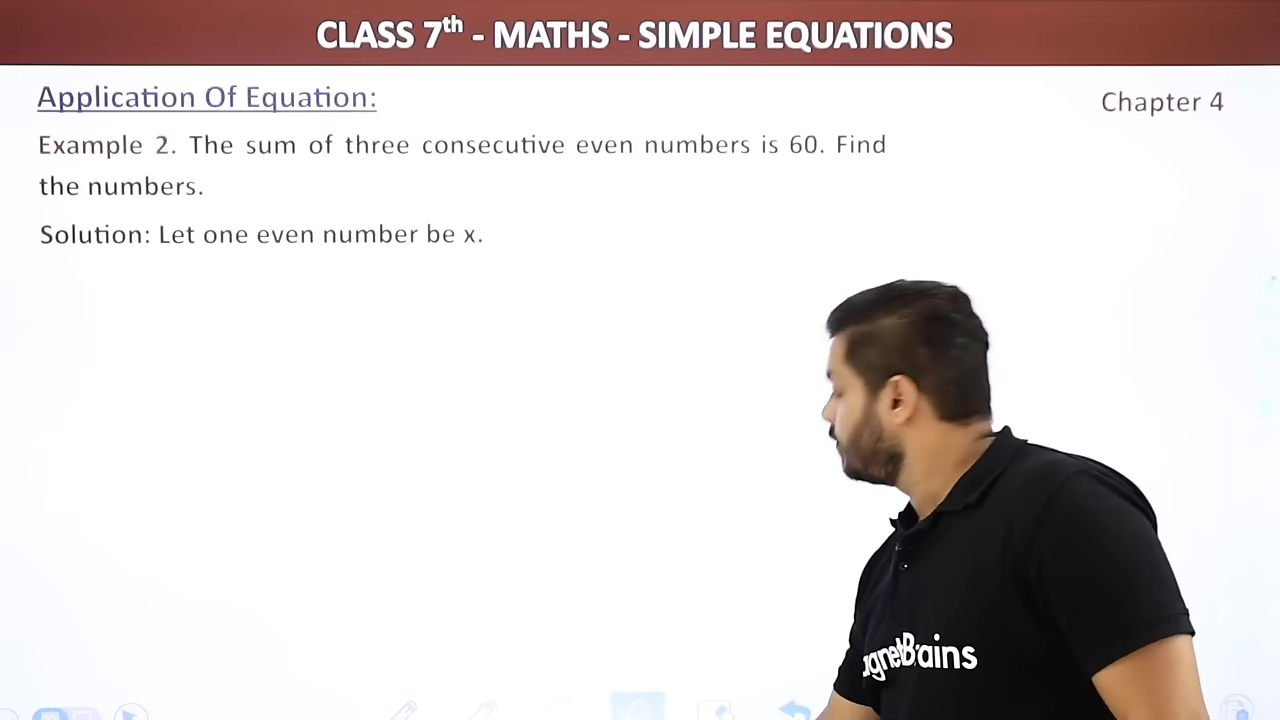 CLASS 7th - MATHS - SIMPLE EQUATIONS
Application Of Equation:
Chapter 4
Example 2. The sum of three consecutive even numbers is 60. Find
the numbers.
Solution: Let one even number be x.
agnetBrains